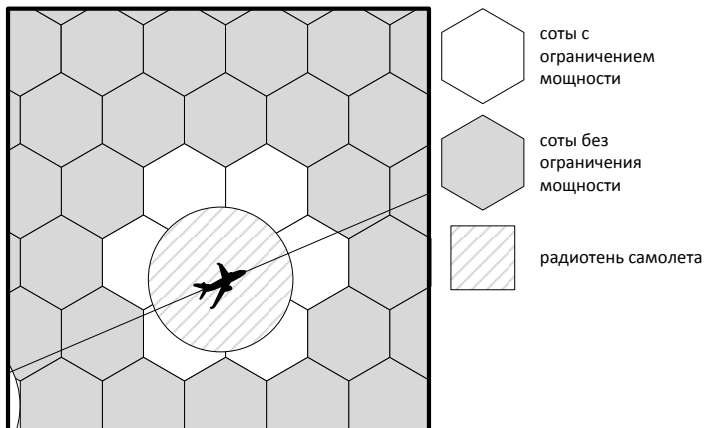 соты с
ограничением
мощности
соты без
ограничения
мощности
радиотень самолета